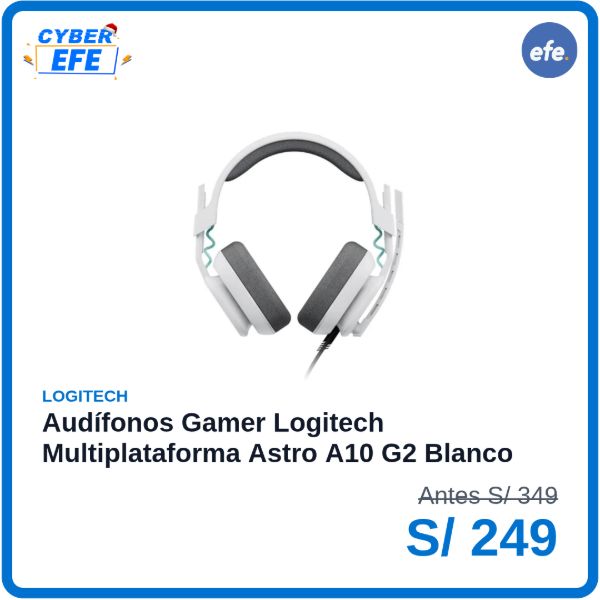 CYBER
EFE
efe.
LOGITECH
Audífonos Gamer Logitech
Multiplataforma Astro A10 G2 Blanco
Antes S/ 349
S/ 249